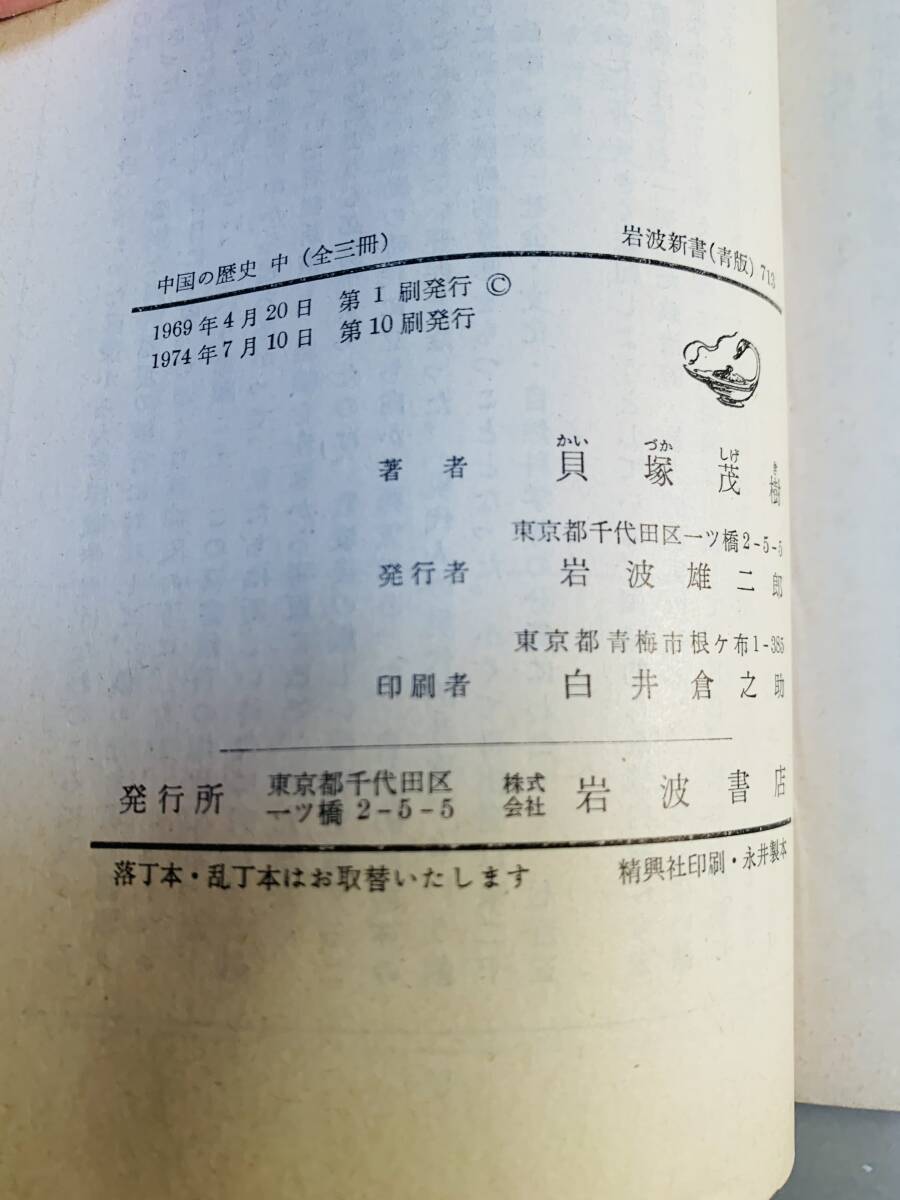 中国の歴史 中 (全三冊) 岩波新書(青版) 713
1969年4月20日 第1刷発行 ©
1974年7月10日 第10刷発行
かい づか しげ き
著者 貝塚茂樹
東京都千代田区一ツ橋2-5-5
発行者 岩波雄二郎
東京都青梅市根ケ布1-385
印刷者 白井倉之助
発行所 東京都千代田区一ツ橋2-5-5 株式会社 岩波書店
落丁本・乱丁本はお取替いたします 精興社印刷・永井製本